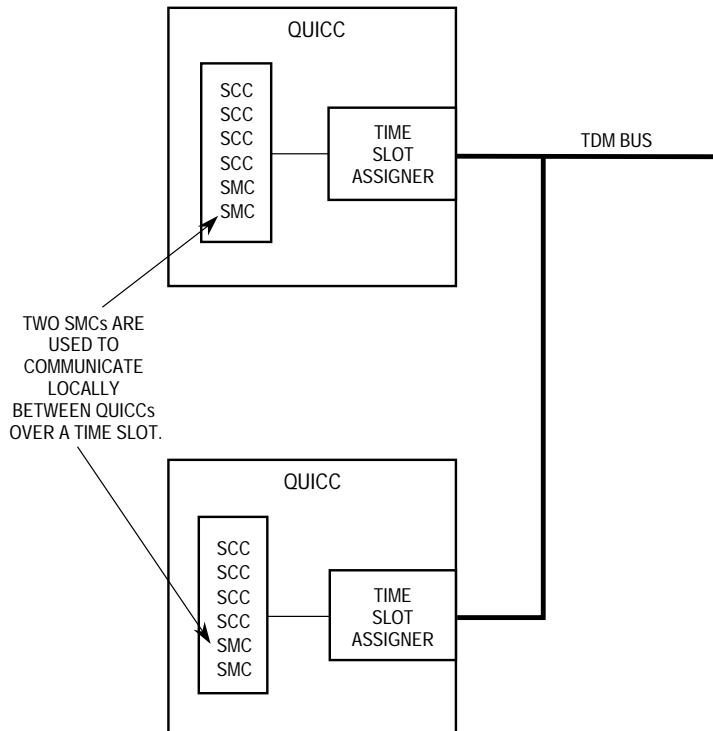 QUICC
SCC
SCC
SCC
SCC
SMC
SMC
TIME
SLOT
ASSIGNER
TDM BUS
TWO SMCs ARE
USED TO
COMMUNICATE
LOCALLY
BETWEEN QUICCs
OVER A TIME SLOT.
QUICC
SCC
SCC
SCC
SCC
SMC
SMC
TIME
SLOT
ASSIGNER